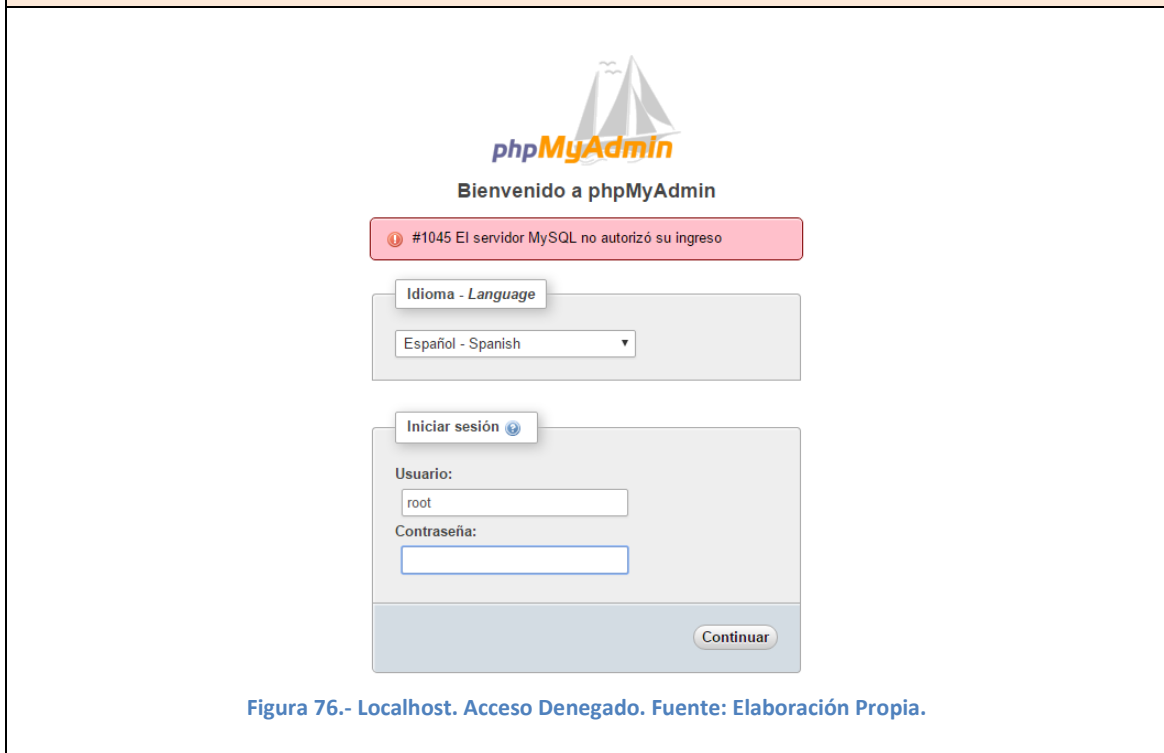 phpMyAdmin
Bienvenido a phpMyAdmin
#1045 El servidor MySQL no autorizó su ingreso
Idioma - Language
Español - Spanish
Iniciar sesión
Usuario:
root
Contraseña:
Continuar
Figura 76.- Localhost. Acceso Denegado. Fuente: Elaboración Propia.